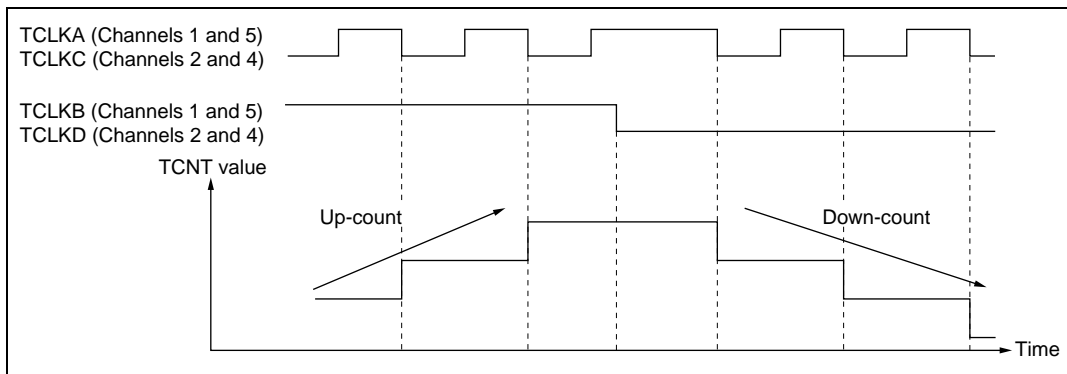 TCLKA (Channels 1 and 5)
TCLKC (Channels 2 and 4)
TCLKB (Channels 1 and 5)
TCLKD (Channels 2 and 4)
TCNT value
Up-count
Down-count
Time